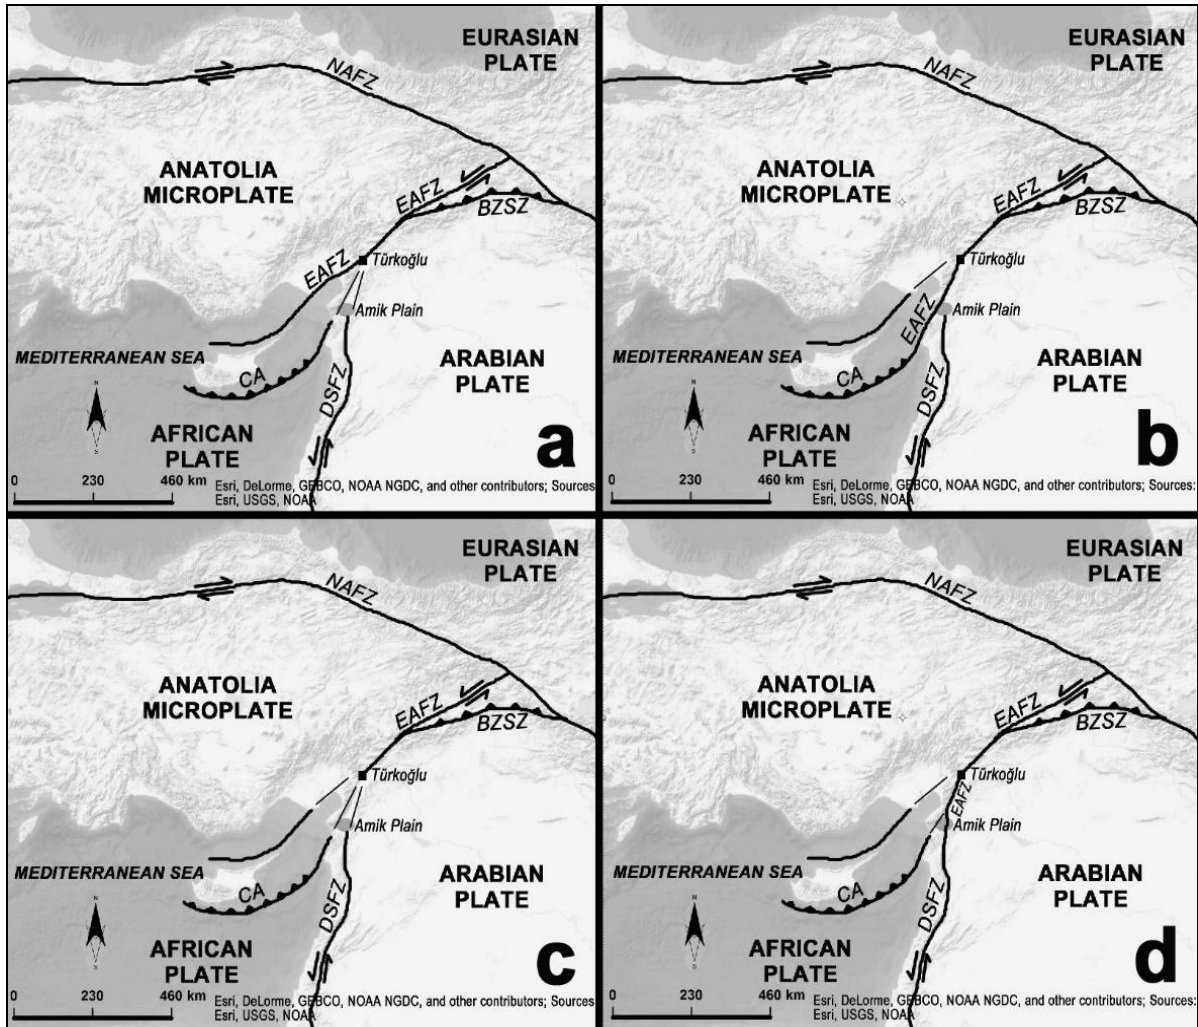 EURASIAN
PLATE
NAFZ
ANATOLIA
MICROPLATE
EAFZ
BZSZ
EAFZ
Türkoğlu
Amik Plain
MEDITERRANEAN SEA
ARABIAN
PLATE
CA
DSFZ
N
S
AFRICAN
PLATE
a
0 230 460 km
Esri, DeLorme, GEBCO, NOAA NGDC, and other contributors; Sources:
Esri, USGS, NOAA
EURASIAN
PLATE
NAFZ
ANATOLIA
MICROPLATE
EAFZ
BZSZ
Türkoğlu
EAFZ
Amik Plain
MEDITERRANEAN SEA
ARABIAN
PLATE
CA
DSFZ
N
S
AFRICAN
PLATE
b
0 230 460 km
Esri, DeLorme, GEBCO, NOAA NGDC, and other contributors; Sources:
Esri, USGS, NOAA
EURASIAN
PLATE
NAFZ
ANATOLIA
MICROPLATE
EAFZ
BZSZ
Türkoğlu
Amik Plain
MEDITERRANEAN SEA
ARABIAN
PLATE
CA
DSFZ
N
S
AFRICAN
PLATE
c
0 230 460 km
Esri, DeLorme, GEBCO, NOAA NGDC, and other contributors; Sources:
Esri, USGS, NOAA
EURASIAN
PLATE
NAFZ
ANATOLIA
MICROPLATE
EAFZ
BZSZ
Türkoğlu
EAFZ
Amik Plain
MEDITERRANEAN SEA
ARABIAN
PLATE
CA
DSFZ
N
S
AFRICAN
PLATE
d
0 230 460 km
Esri, DeLorme, GEBCO, NOAA NGDC, and other contributors; Sources:
Esri, USGS, NOAA